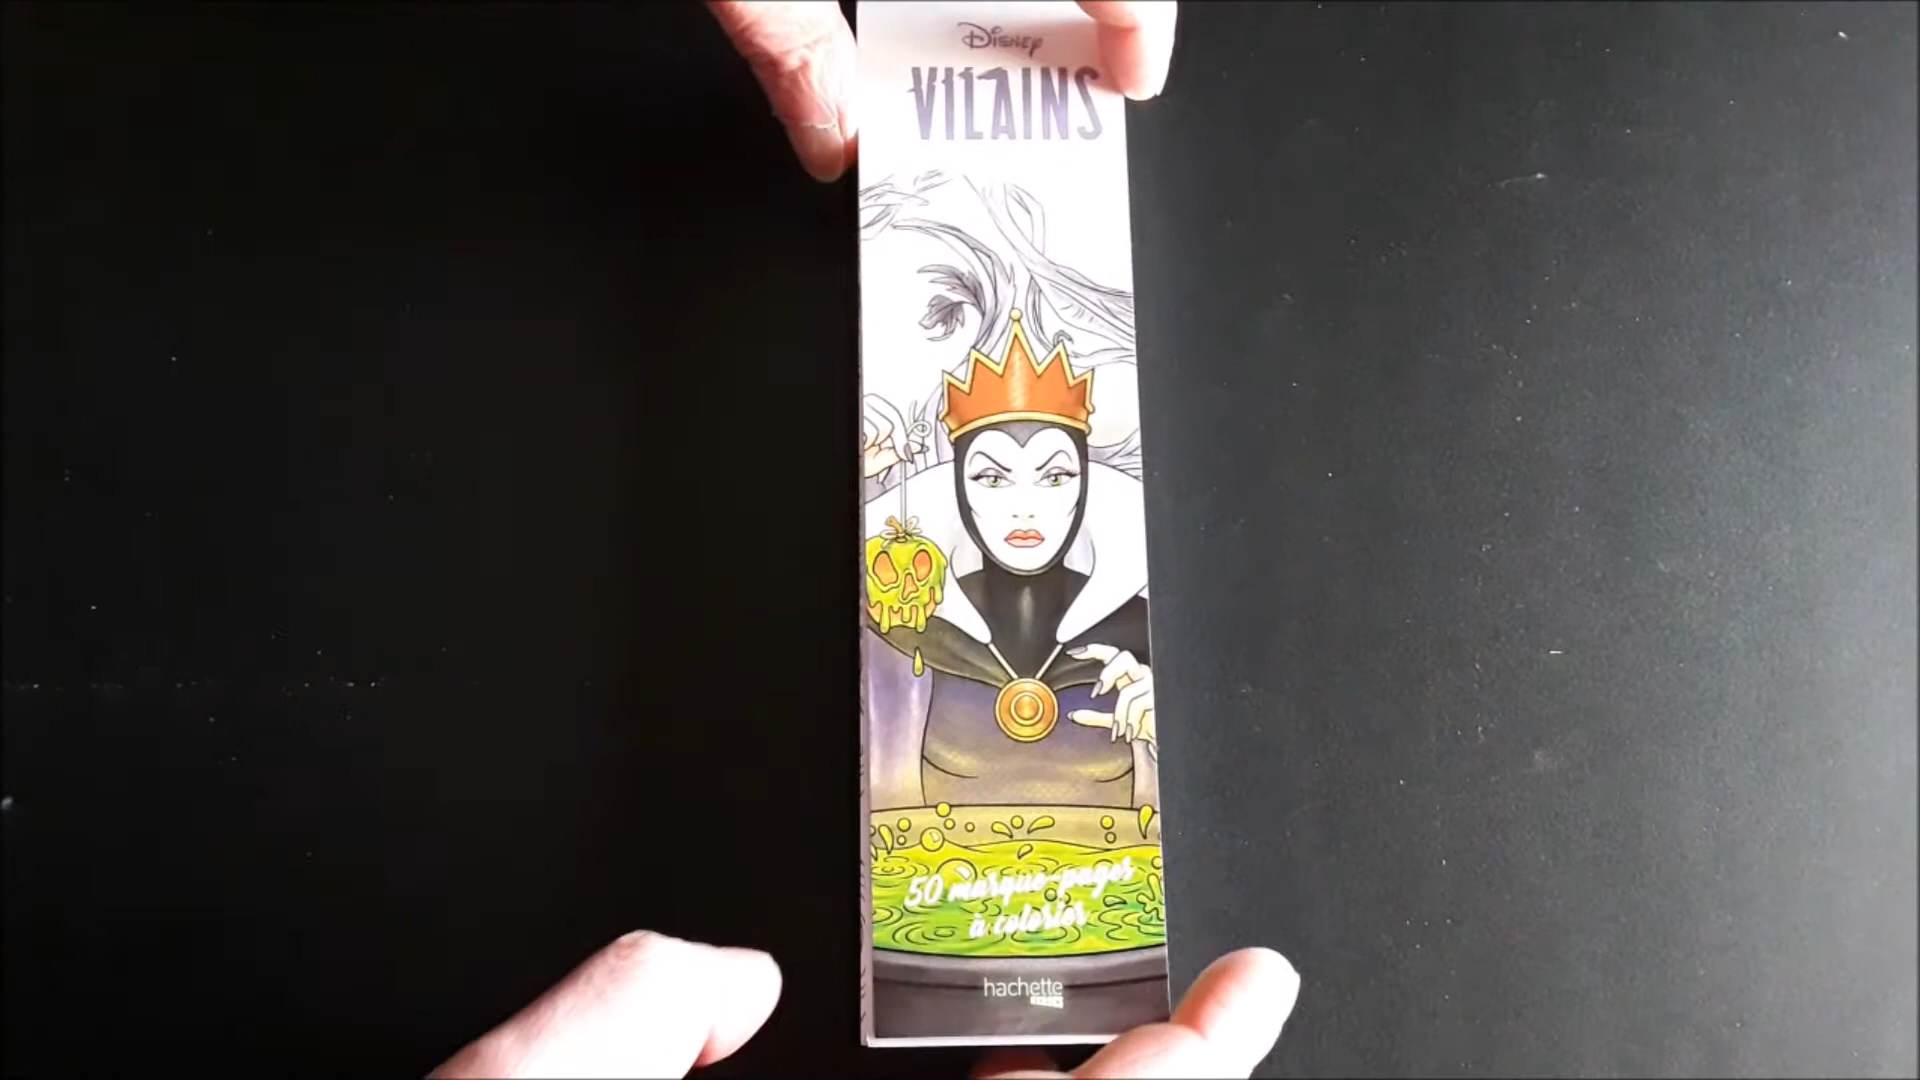 Disney
VILAINS
50 marque-pages
à colorier
hachette